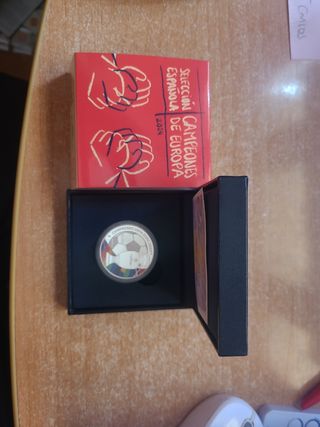 SELECCIÓN
ESPAÑOLA
CAMPEONES
DE EUROPA
2024